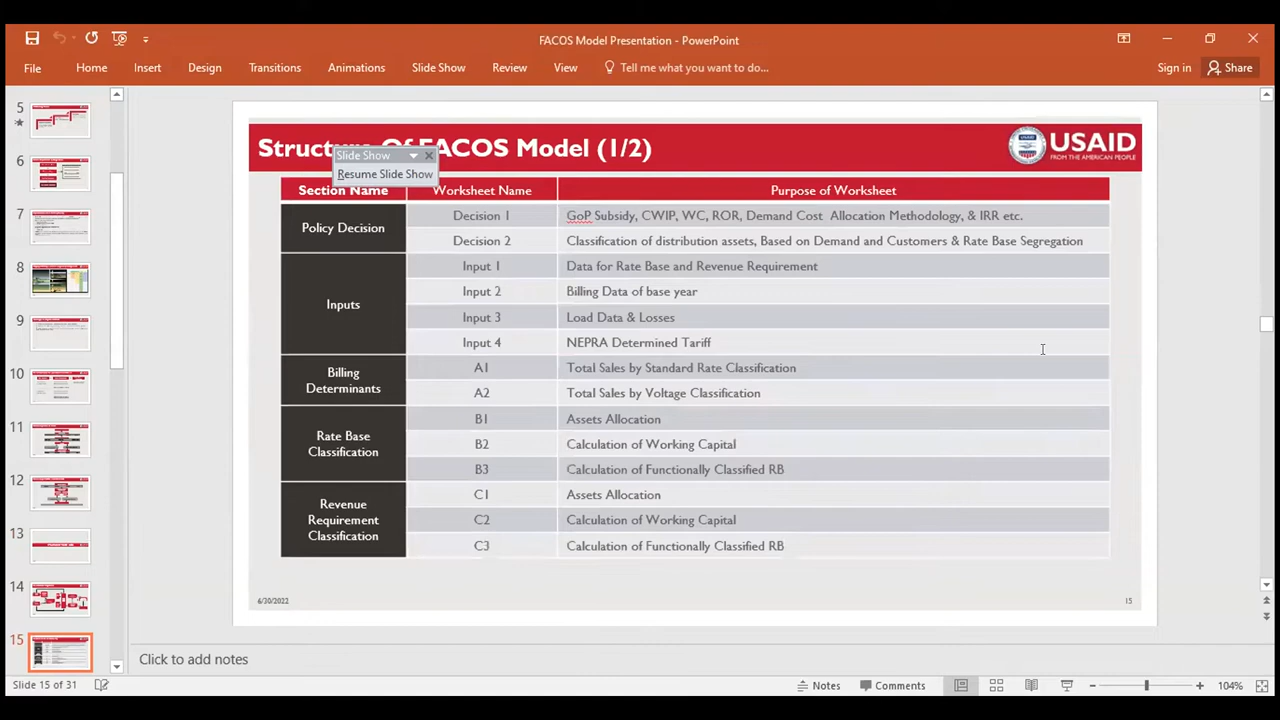 FACOS Model Presentation - PowerPoint
File Home Insert Design Transitions Animations Slide Show Review View Tell me what you want to do... Sign in Share
5
6
7
8
9
10
11
12
13
14
15
Structure Of FACOS Model (1/2)
USAID
FROM THE AMERICAN PEOPLE
Slide Show
Resume Slide Show
Section Name Worksheet Name Purpose of Worksheet
Policy Decision
Decision 1 GoP Subsidy, CWIP, WC, ROR, Demand Cost Allocation Methodology, & IRR etc.
Decision 2 Classification of distribution assets, Based on Demand and Customers & Rate Base Segregation
Inputs
Input 1 Data for Rate Base and Revenue Requirement
Input 2 Billing Data of base year
Input 3 Load Data & Losses
Input 4 NEPRA Determined Tariff
Billing
Determinants
A1 Total Sales by Standard Rate Classification
A2 Total Sales by Voltage Classification
Rate Base
Classification
B1 Assets Allocation
B2 Calculation of Working Capital
B3 Calculation of Functionally Classified RB
Revenue
Requirement
Classification
C1 Assets Allocation
C2 Calculation of Working Capital
C3 Calculation of Functionally Classified RB
6/30/2022 15
Click to add notes
Slide 15 of 31 Notes Comments 104%